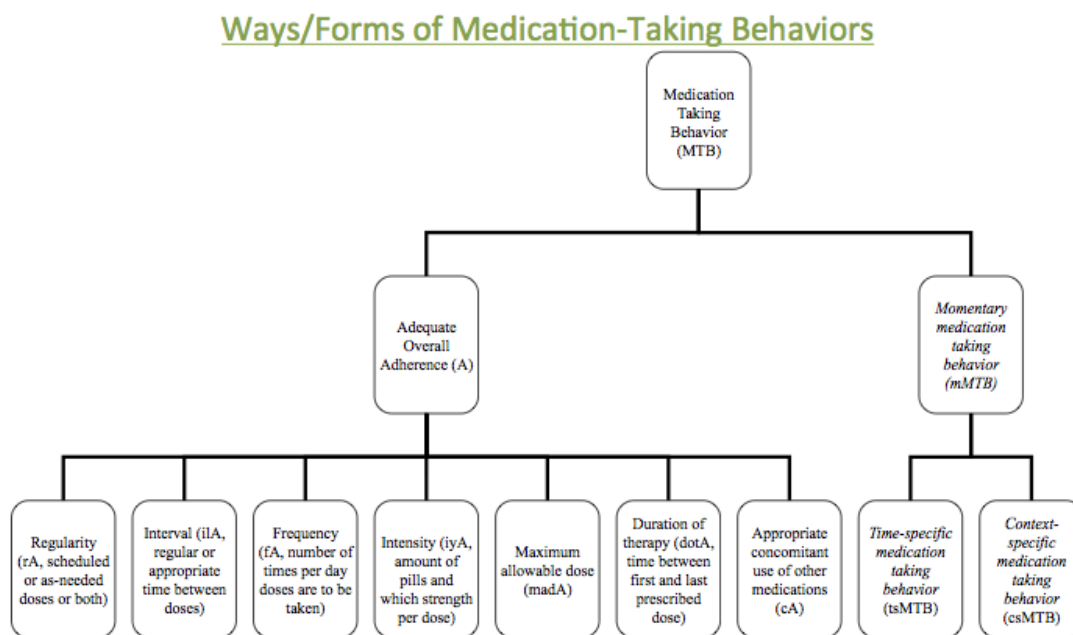 Ways/Forms of Medication-Taking Behaviors
Medication
Taking
Behavior
(MTB)
Adequate
Overall
Adherence (A)
Momentary
medication
taking
behavior
(mMTB)
Regularity
(rA, scheduled
or as-needed
doses or both)
Interval (ilA,
regular or
appropriate
time between
doses)
Frequency
(fA, number of
times per day
doses are to be
taken)
Intensity (iyA,
amount of
pills and
which strength
per dose)
Maximum
allowable dose
(madA)
Duration of
therapy (dotA,
time between
first and last
prescribed
dose)
Appropriate
concomitant
use of other
medications
(cA)
Time-specific
medication
taking
behavior
(tsMTB)
Context-
specific
medication
taking
behavior
(csMTB)